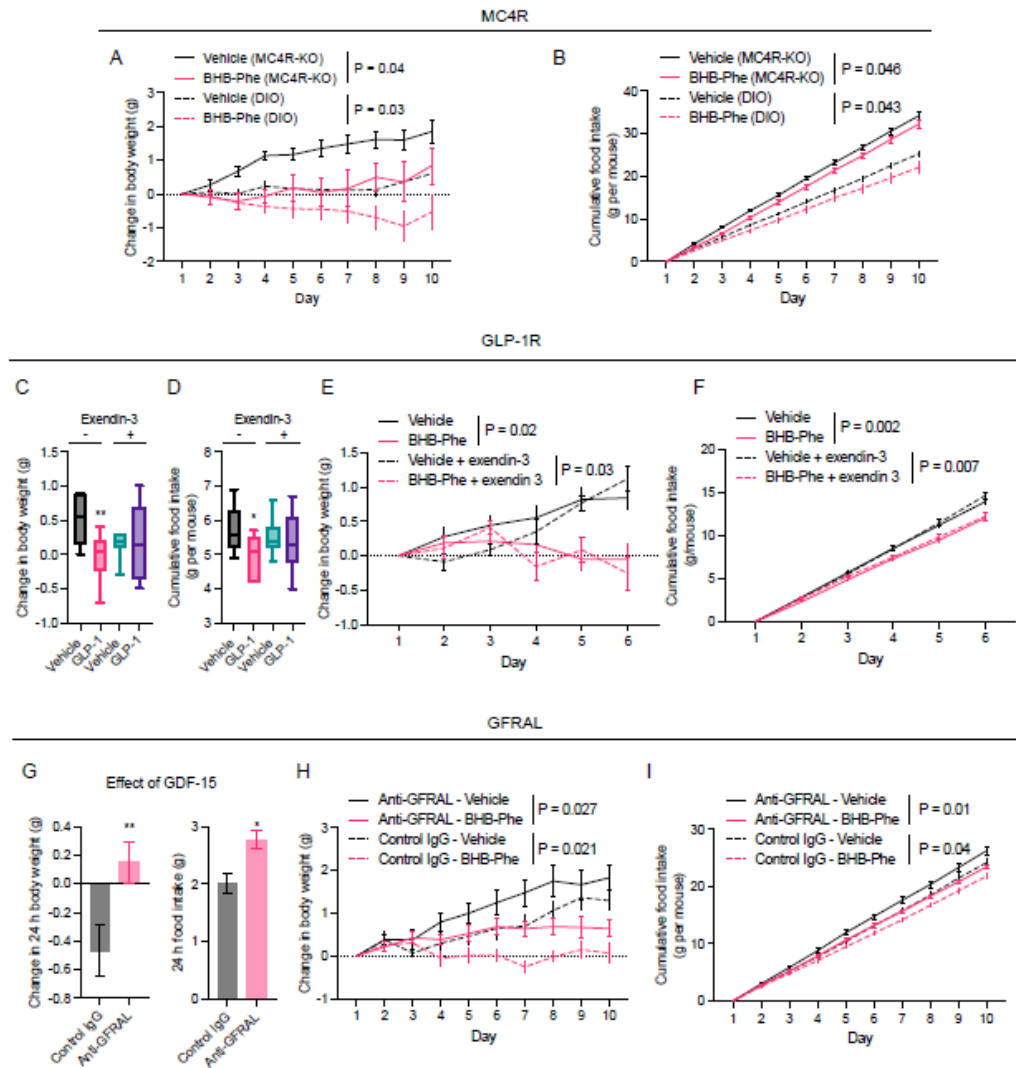 MC4R
A
Vehicle (MC4R-KO)
BHB-Phe (MC4R-KO)
P = 0.04
Vehicle (DIO)
BHB-Phe (DIO)
P = 0.03
Change in body weight (g)
3
2
1
0
-1
-2
1 2 3 4 5 6 7 8 9 10
Day
B
Vehicle (MC4R-KO)
BHB-Phe (MC4R-KO)
P = 0.046
Vehicle (DIO)
BHB-Phe (DIO)
P = 0.043
Cumulative food intake
(g per mouse)
40
30
20
10
0
1 2 3 4 5 6 7 8 9 10
Day
GLP-1R
C
Exendin-3
- +
Change in body weight (g)
1.5
1.0
0.5
0.0
-0.5
-1.0
**
Vehicle
GLP-1
Vehicle
GLP-1
D
Exendin-3
- +
Cumulative food intake
(g per mouse)
8
7
6
5
4
3
*
Vehicle
GLP-1
Vehicle
GLP-1
E
Vehicle
BHB-Phe
P = 0.02
Vehicle + exendin-3
BHB-Phe + exendin 3
P = 0.03
Change in body weight (g)
1.5
1.0
0.5
0.0
-0.5
-1.0
1 2 3 4 5 6
Day
F
Vehicle
BHB-Phe
P = 0.002
Vehicle + exendin-3
BHB-Phe + exendin 3
P = 0.007
Cumulative food intake
(g/mouse)
20
15
10
5
0
1 2 3 4 5 6
Day
GFRAL
G
Effect of GDF-15
Change in 24 h body weight (g)
0.4
0.2
0.0
-0.2
-0.4
-0.6
-0.8
**
Control IgG
Anti-GFRAL
24 h food intake (g)
3
2
1
0
*
Control IgG
Anti-GFRAL
H
Anti-GFRAL - Vehicle
Anti-GFRAL - BHB-Phe
P = 0.027
Control IgG - Vehicle
Control IgG - BHB-Phe
P = 0.021
Change in body weight (g)
3
2
1
0
-1
1 2 3 4 5 6 7 8 9 10
Day
I
Anti-GFRAL - Vehicle
Anti-GFRAL - BHB-Phe
P = 0.01
Control IgG - Vehicle
Control IgG - BHB-Phe
P = 0.04
Cumulative food intake
(g per mouse)
30
20
10
0
1 2 3 4 5 6 7 8 9 10
Day